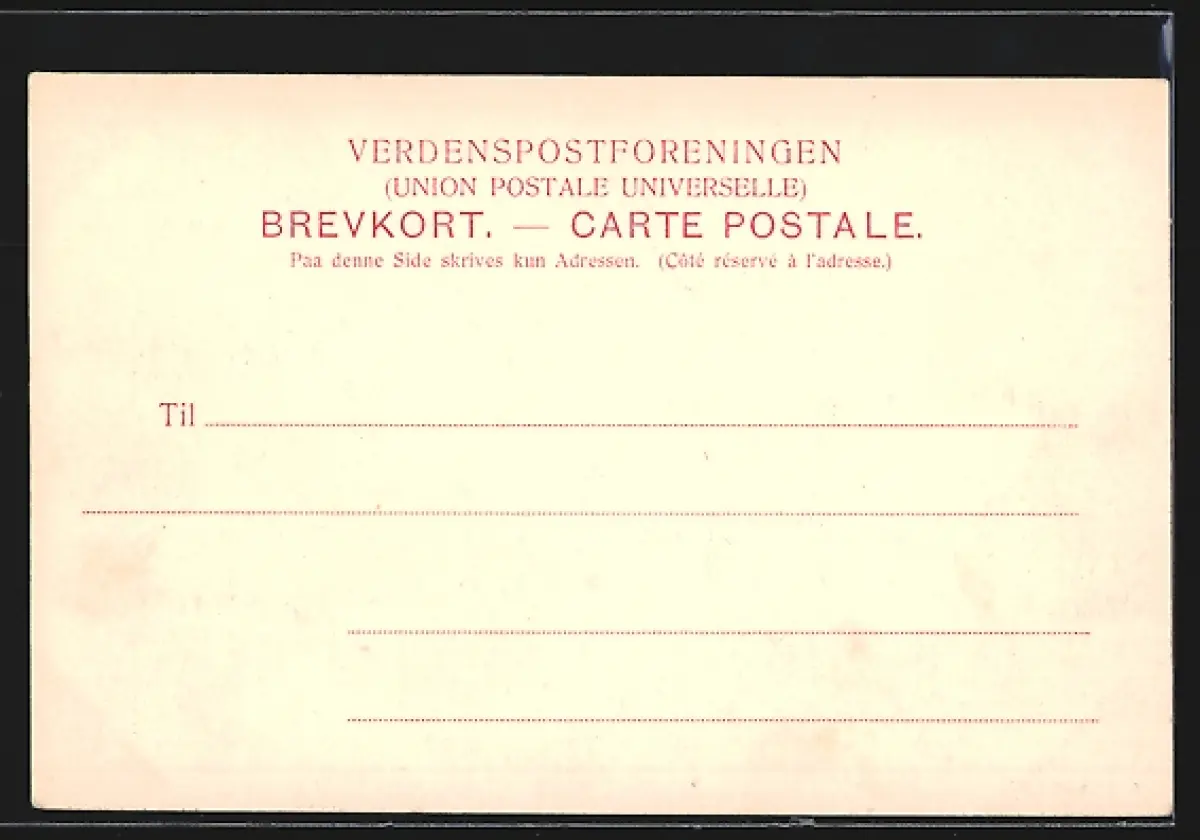 VERDENSPOSTFORENINGEN
(UNION POSTALE UNIVERSELLE)
BREVKORT. — CARTE POSTALE.
Paa denne Side skrives kun Adressen. (Côté réservé à l'adresse.)
Til